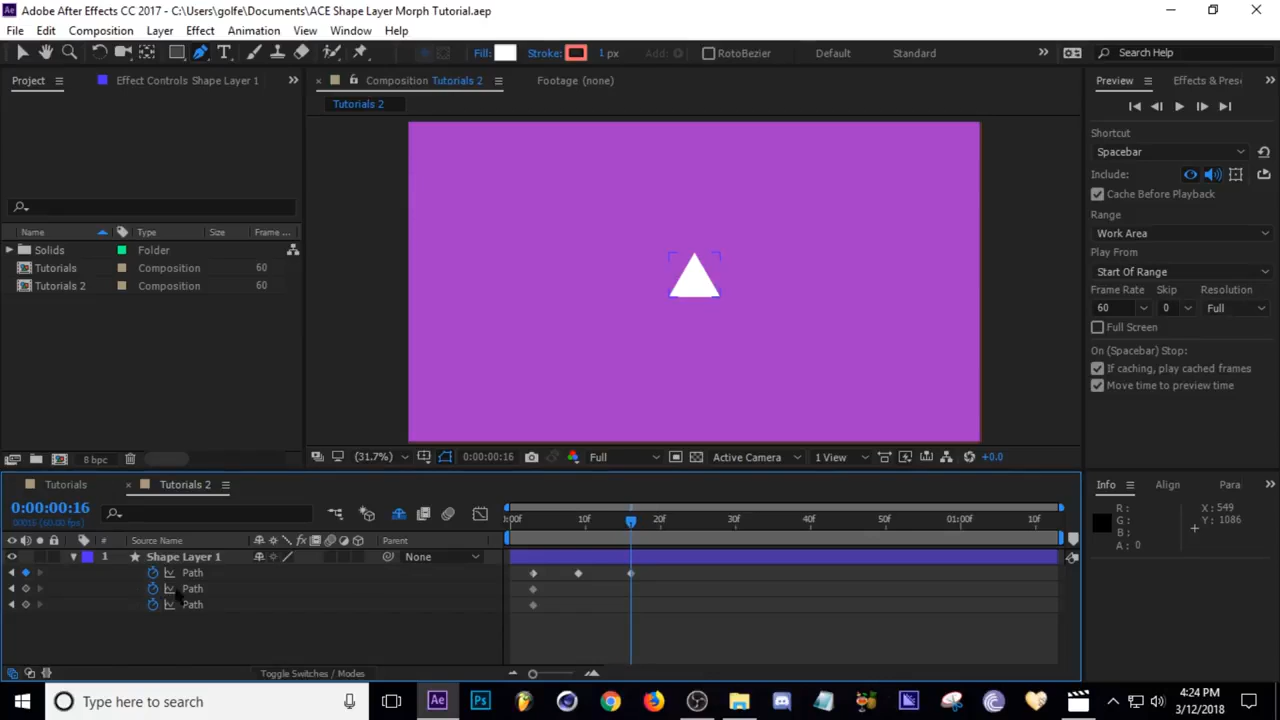 Adobe After Effects CC 2017 - C:\Users\golfe\Documents\ACE Shape Layer Morph Tutorial.aep
File Edit Composition Layer Effect Animation View Window Help
Fill: Stroke: 1 px Add: RotoBezier Default Standard Search Help
Project Effect Controls Shape Layer 1 Composition Tutorials 2 Footage (none) Preview Effects & Prese
Tutorials 2
Shortcut
Spacebar
Include:
Cache Before Playback
Range
Work Area
Play From
Start Of Range
Frame Rate Skip Resolution
60 0 Full
Full Screen
On (Spacebar) Stop:
If caching, play cached frames
Move time to preview time
Name Type Size Frame ...
Solids Folder
Tutorials Composition 60
Tutorials 2 Composition 60
8 bpc (31.7%) 0:00:00:16 Full Active Camera 1 View +0.0
Tutorials Tutorials 2 Info Align Para
0:00:00:16
00016 (60.00 fps)
:00f 10f 20f 30f 40f 50f 01:00f 10f
R: X: 549
G: Y: 1086
B:
A: 0
# Source Name Parent
1 Shape Layer 1 None
Path
Path
Path
Toggle Switches / Modes
Type here to search
4:24 PM
3/12/2018